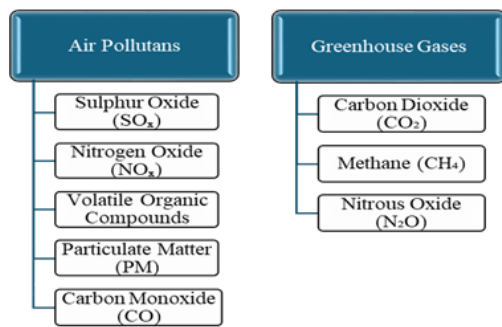 Air Pollutans
Sulphur Oxide
(SOₓ)
Nitrogen Oxide
(NOₓ)
Volatile Organic
Compounds
Particulate Matter
(PM)
Carbon Monoxide
(CO)
Greenhouse Gases
Carbon Dioxide
(CO₂)
Methane (CH₄)
Nitrous Oxide
(N₂O)